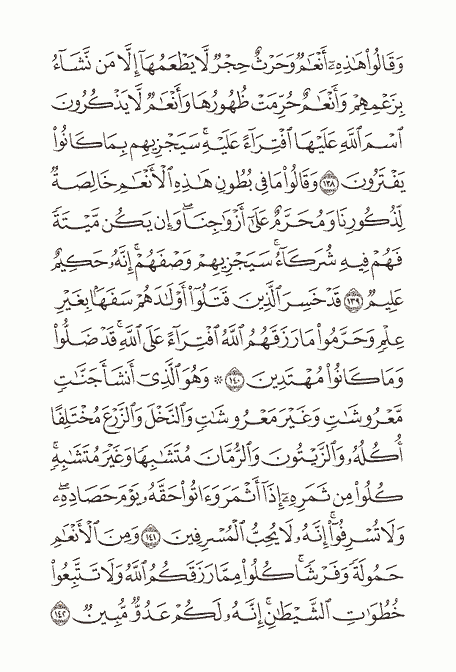 وَقَالُوا۟ هَٰذِهِۦٓ أَنْعَٰمٌ وَحَرْثٌ حِجْرٌ لَّا يَطْعَمُهَآ إِلَّا مَن نَّشَآءُ
بِزَعْمِهِمْ وَأَنْعَٰمٌ حُرِّمَتْ ظُهُورُهَا وَأَنْعَٰمٌ لَّا يَذْكُرُونَ
ٱسْمَ ٱللَّهِ عَلَيْهَا ٱفْتِرَآءً عَلَيْهِ ۚ سَيَجْزِيهِم بِمَا كَانُوا۟
يَفْتَرُونَ ١٣٨ وَقَالُوا۟ مَا فِى بُطُونِ هَٰذِهِ ٱلْأَنْعَٰمِ خَالِصَةٌ
لِّذُكُورِنَا وَمُحَرَّمٌ عَلَىٰٓ أَزْوَٰجِنَا ۖ وَإِن يَكُن مَّيْتَةً
فَهُمْ فِيهِ شُرَكَآءُ ۚ سَيَجْزِيهِمْ وَصْفَهُمْ ۚ إِنَّهُۥ حَكِيمٌ
عَلِيمٌ ١٣٩ قَدْ خَسِرَ ٱلَّذِينَ قَتَلُوٓا۟ أَوْلَٰدَهُمْ سَفَهًۢا بِغَيْرِ
عِلْمٍ وَحَرَّمُوا۟ مَا رَزَقَهُمُ ٱللَّهُ ٱفْتِرَآءً عَلَى ٱللَّهِ ۚ قَدْ ضَلُّوا۟
وَمَا كَانُوا۟ مُهْتَدِينَ ١٤٠ ۞ وَهُوَ ٱلَّذِىٓ أَنشَأَ جَنَّٰتٍ
مَّعْرُوشَٰتٍ وَغَيْرَ مَعْرُوشَٰتٍ وَٱلنَّخْلَ وَٱلزَّرْعَ مُخْتَلِفًا
أُكُلُهُۥ وَٱلزَّيْتُونَ وَٱلرُّمَّانَ مُتَشَٰبِهًا وَغَيْرَ مُتَشَٰبِهٍ ۚ
كُلُوا۟ مِن ثَمَرِهِۦٓ إِذَآ أَثْمَرَ وَءَاتُوا۟ حَقَّهُۥ يَوْمَ حَصَادِهِۦ ۖ
وَلَا تُسْرِفُوٓا۟ ۚ إِنَّهُۥ لَا يُحِبُّ ٱلْمُسْرِفِينَ ١٤١ وَمِنَ ٱلْأَنْعَٰمِ
حَمُولَةً وَفَرْشًا ۚ كُلُوا۟ مِمَّا رَزَقَكُمُ ٱللَّهُ وَلَا تَتَّبِعُوا۟
خُطُوَٰتِ ٱلشَّيْطَٰنِ ۚ إِنَّهُۥ لَكُمْ عَدُوٌّ مُّبِينٌ ١٤٢